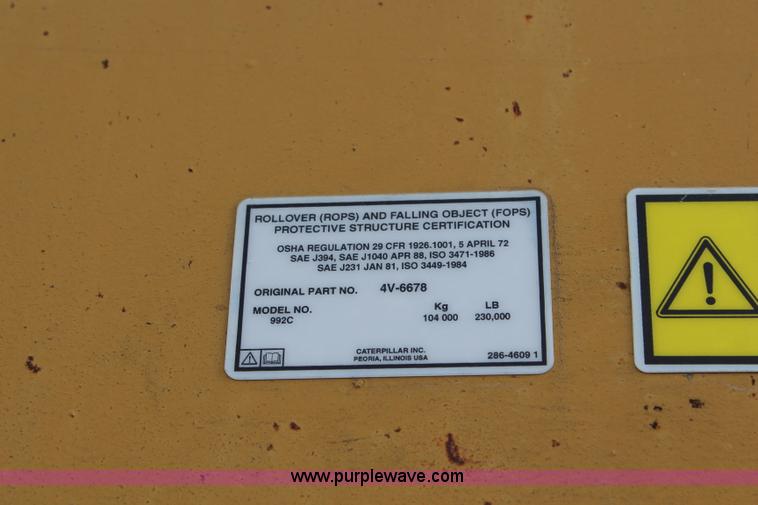 ROLLOVER (ROPS) AND FALLING OBJECT (FOPS)
PROTECTIVE STRUCTURE CERTIFICATION
OSHA REGULATION 29 CFR 1926.1001, 5 APRIL 72
SAE J394, SAE J1040 APR 88, ISO 3471-1986
SAE J231 JAN 81, ISO 3449-1984
ORIGINAL PART NO. 4V-6678
MODEL NO. Kg LB
992C 104 000 230,000
CATERPILLAR INC.
PEORIA, ILLINOIS USA 286-4609 1
www.purplewave.com